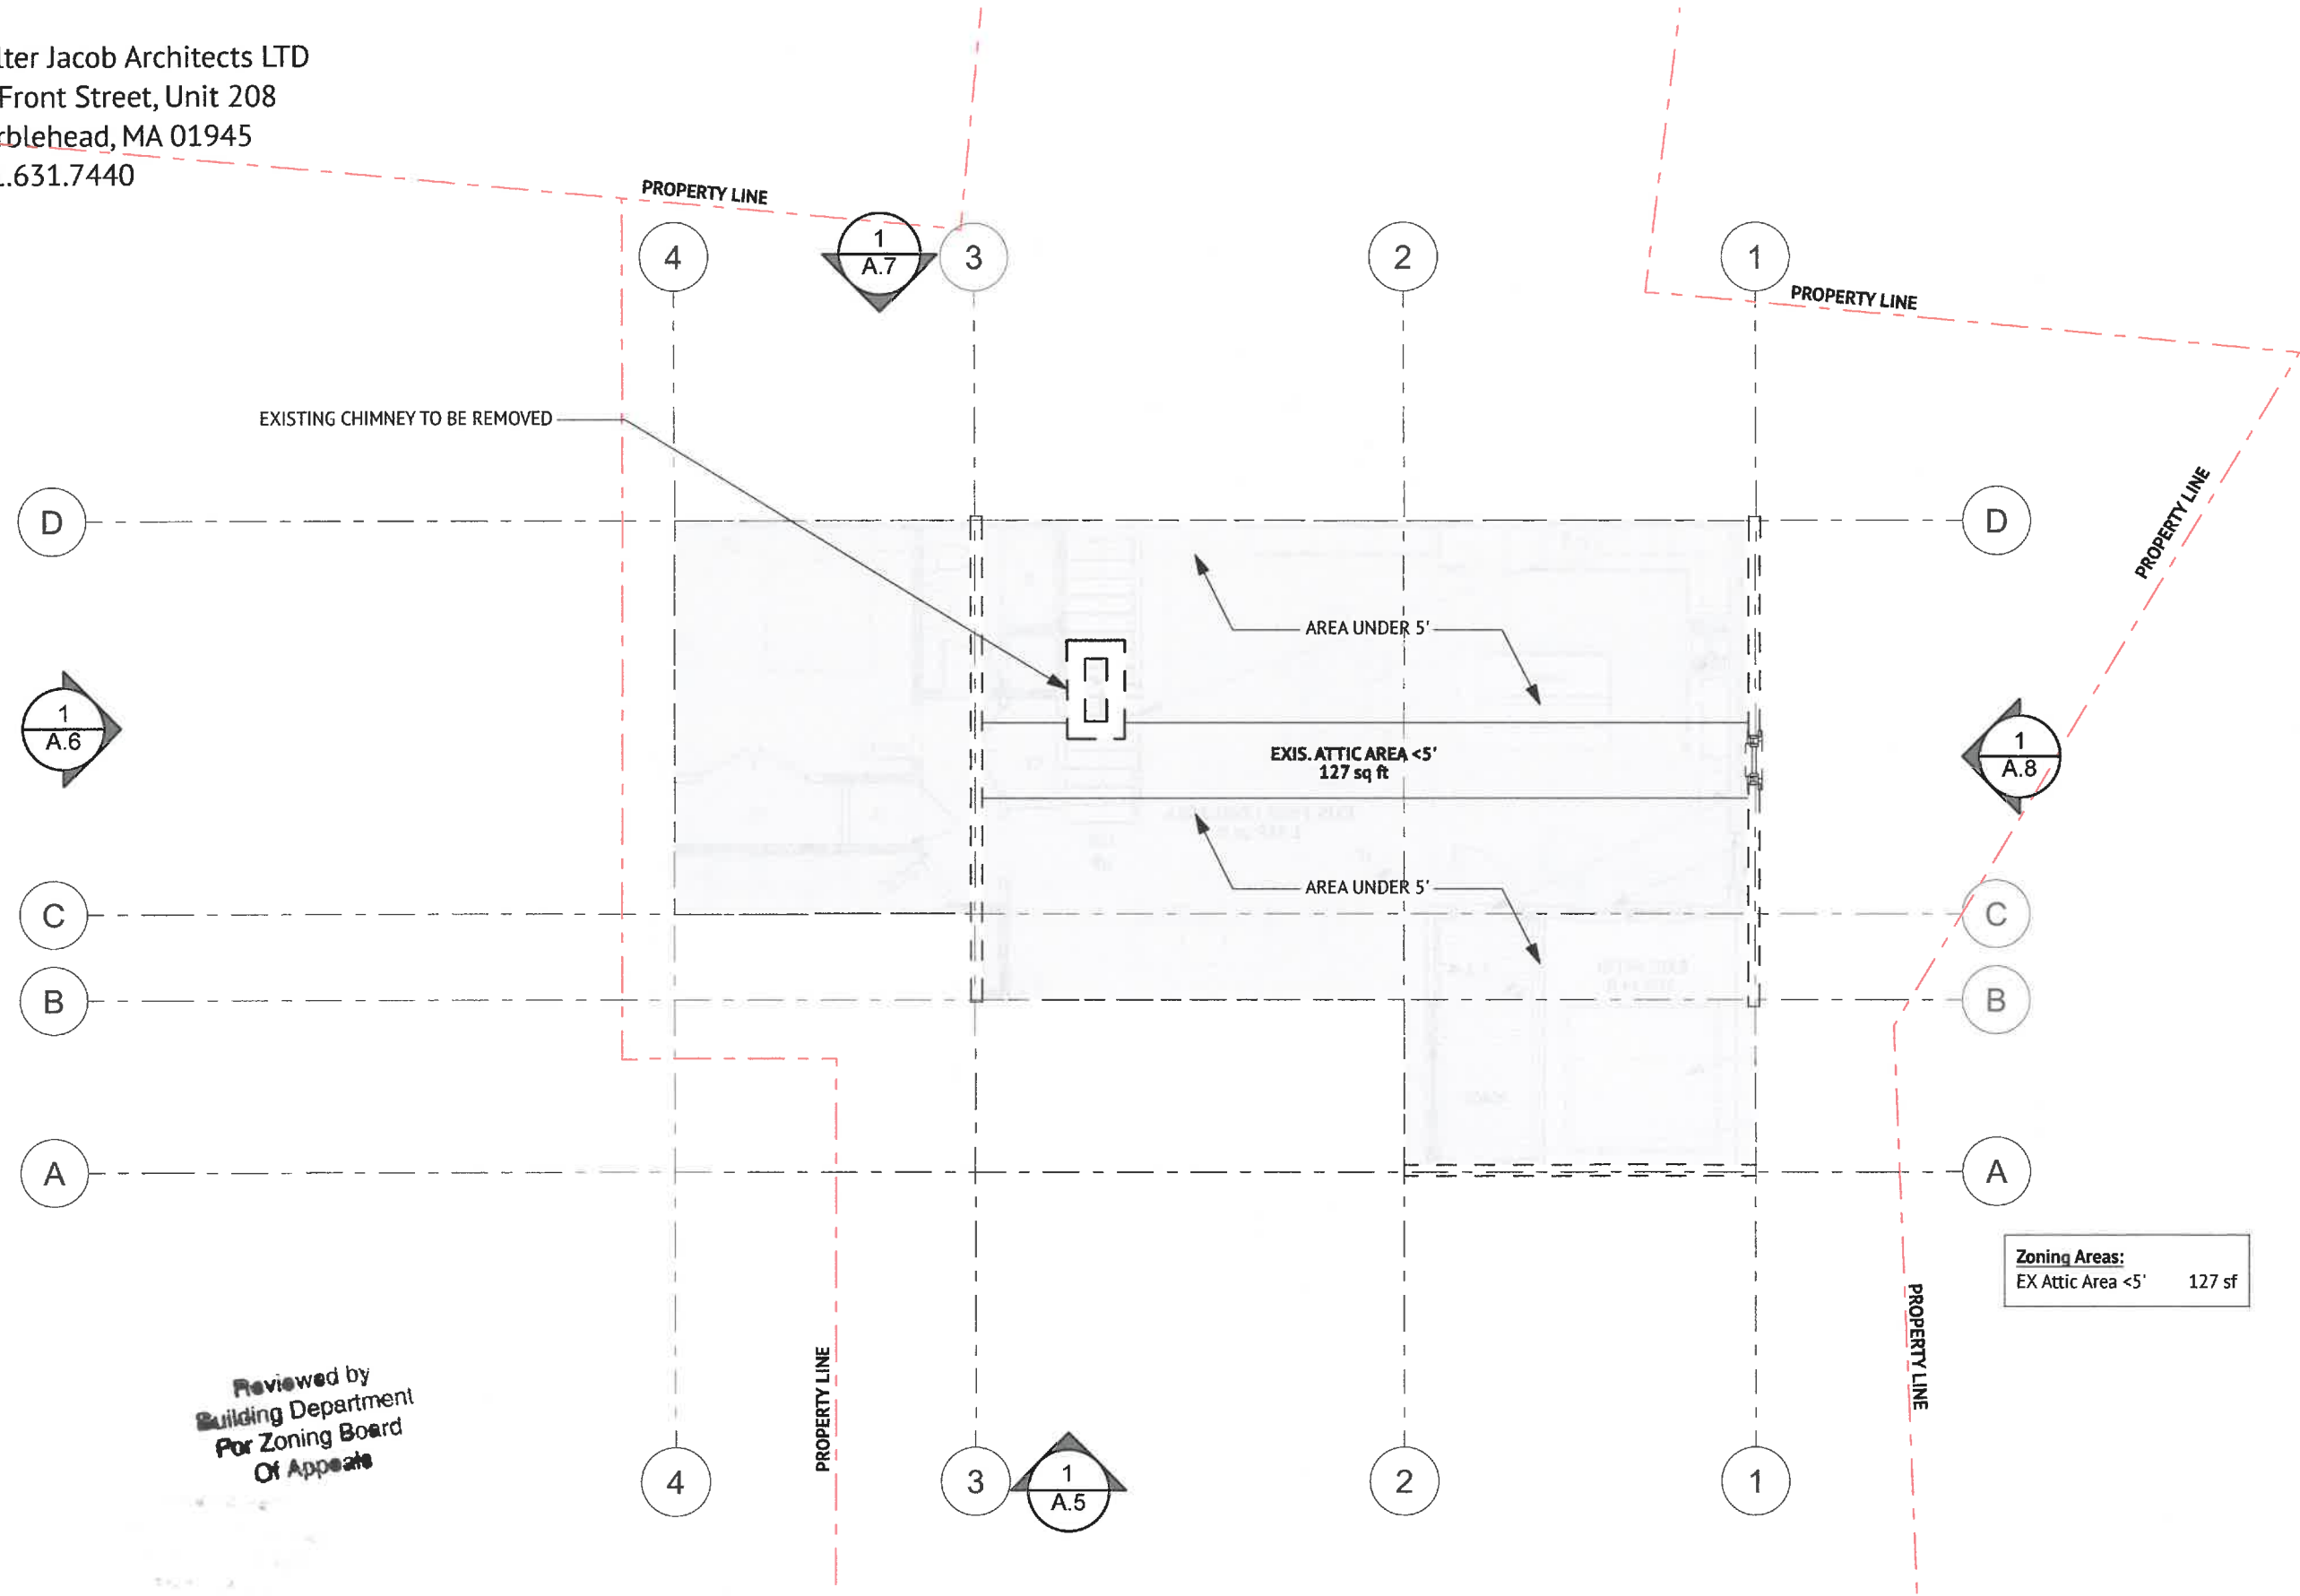 lter Jacob Architects LTD
Front Street, Unit 208
rblehead, MA 01945
.631.7440
PROPERTY LINE
4
1
A.7
3
2
1
PROPERTY LINE
EXISTING CHIMNEY TO BE REMOVED
PROPERTY LINE
D
D
AREA UNDER 5'
1
A.6
EXIS. ATTIC AREA <5'
127 sq ft
1
A.8
AREA UNDER 5'
C
C
B
B
A
A
Zoning Areas:
EX Attic Area <5' 127 sf
PROPERTY LINE
PROPERTY LINE
Reviewed by
Building Department
For Zoning Board
Of Appeals
4
3
1
A.5
2
1